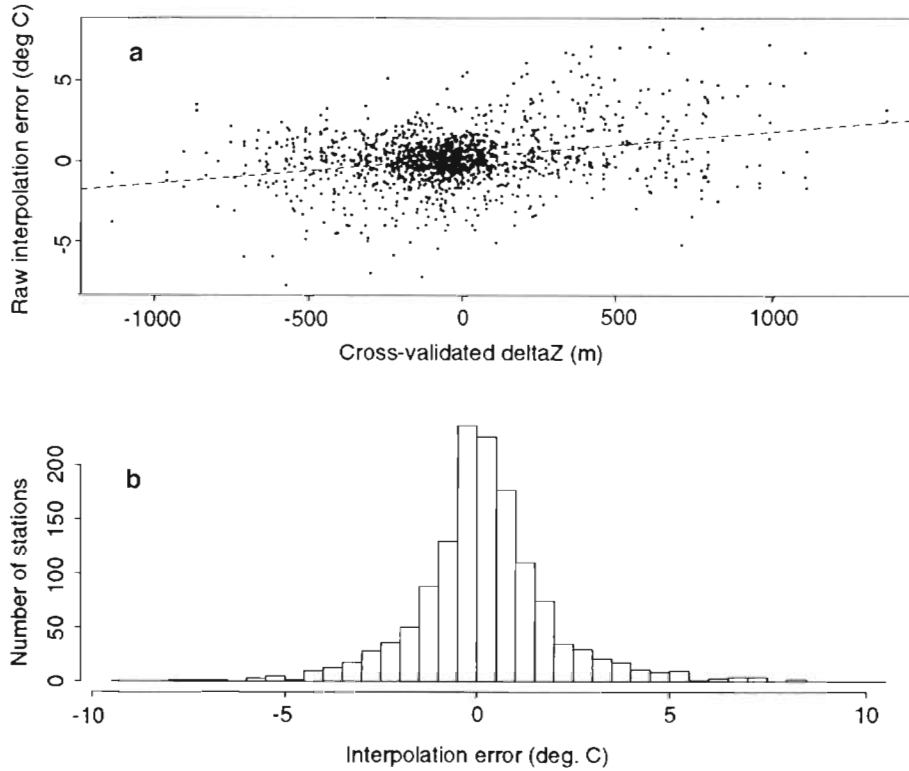 a
Raw interpolation error (deg C)
5
0
-5
-1000 -500 0 500 1000
Cross-validated deltaZ (m)
b
Number of stations
200
150
100
50
0
-10 -5 0 5 10
Interpolation error (deg. C)